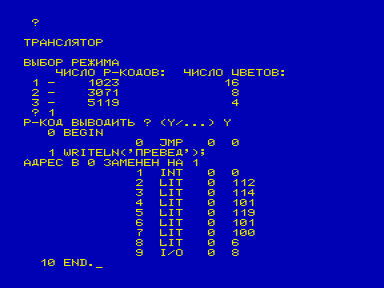 ?
ТРАНСЛЯТОР
ВЫБОР РЕЖИМА
ЧИСЛО P-КОДОВ: ЧИСЛО ЦВЕТОВ:
1 - 1023 16
2 - 3071 8
3 - 5119 4
? 1
P-КОД ВЫВОДИТЬ ? (Y/...) Y
0 BEGIN
0 JMP 0 0
1 WRITELN('ПРЕВЕД');
АДРЕС В 0 ЗАМЕНЕН НА 1
1 INT 0 0
2 LIT 0 112
3 LIT 0 114
4 LIT 0 101
5 LIT 0 119
6 LIT 0 101
7 LIT 0 100
8 LIT 0 6
9 I/O 0 8
10 END._